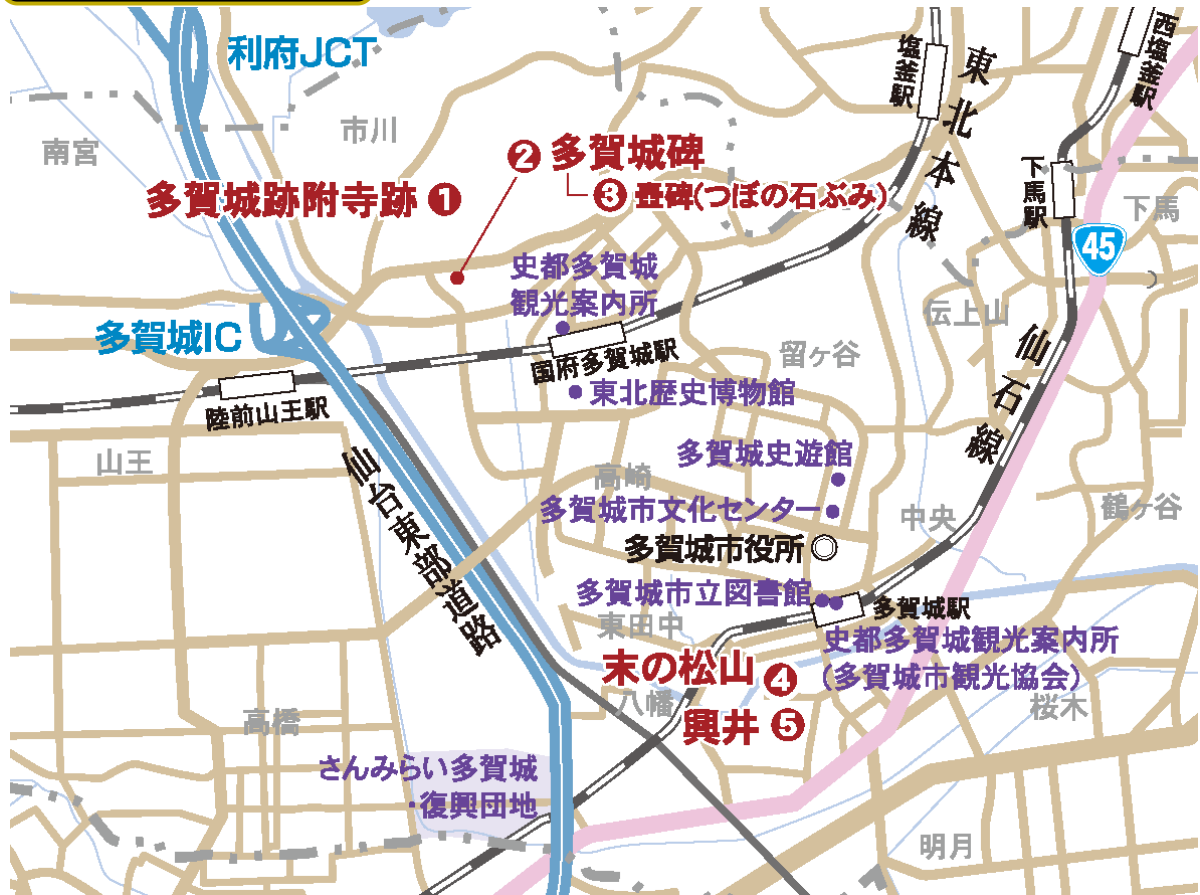 利府JCT
塩釜駅
東北本線
西塩釜駅
市川
南宮
❷ 多賀城碑
❸ 壺碑(つぼの石ぶみ)
多賀城跡附寺跡 ❶
下馬駅
下馬
45
史都多賀城
観光案内所
伝上山
多賀城IC
国府多賀城駅
留ヶ谷
仙石線
陸前山王駅
東北歴史博物館
山王
仙台東部道路
高崎
多賀城史遊館
多賀城市文化センター
中央
鶴ヶ谷
多賀城市役所
多賀城市立図書館
多賀城駅
東田中
史都多賀城観光案内所
(多賀城市観光協会)
末の松山 ❹
八幡
興井 ❺
桜木
高橋
さんみらい多賀城
・復興団地
明月